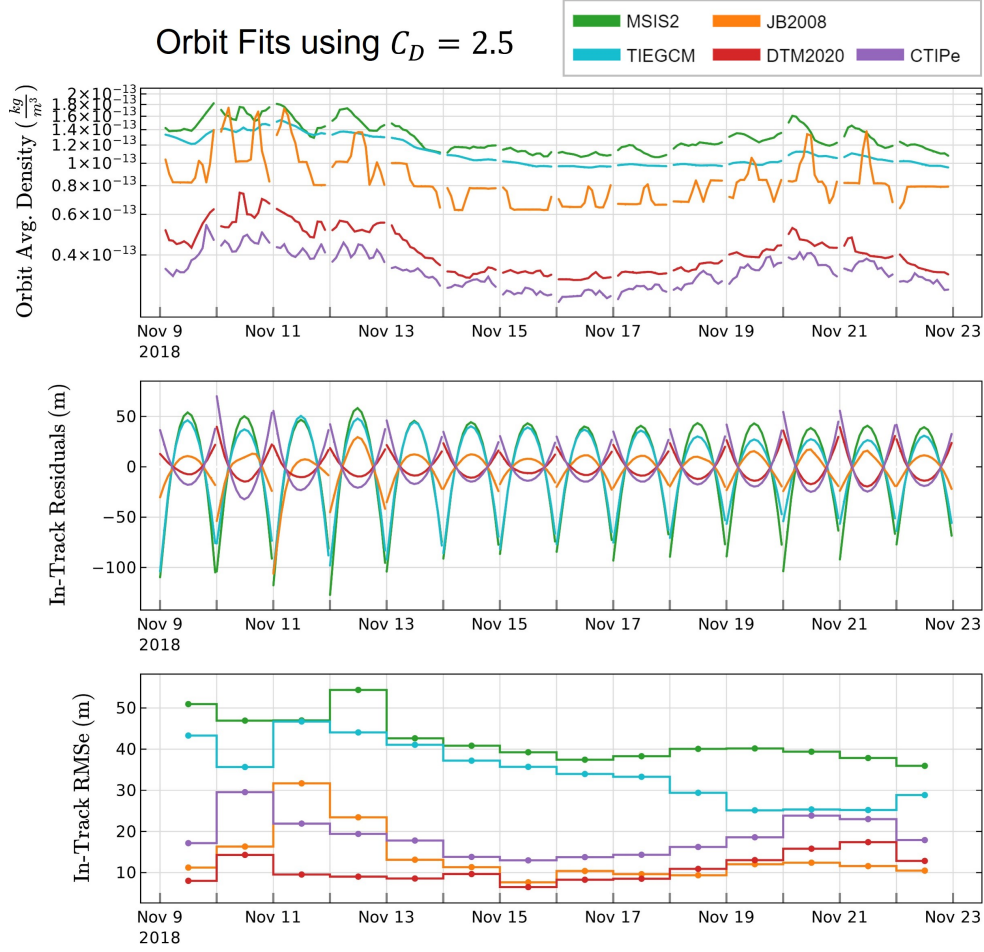 Orbit Fits using C_D = 2.5
MSIS2 JB2008
TIEGCM DTM2020 CTIPe
Orbit Avg. Density (kg/m³)
2×10⁻¹³
1.8×10⁻¹³
1.6×10⁻¹³
1.4×10⁻¹³
1.2×10⁻¹³
1×10⁻¹³
0.8×10⁻¹³
0.6×10⁻¹³
0.4×10⁻¹³
Nov 9 Nov 11 Nov 13 Nov 15 Nov 17 Nov 19 Nov 21 Nov 23
2018
In-Track Residuals (m)
50
0
−50
−100
Nov 9 Nov 11 Nov 13 Nov 15 Nov 17 Nov 19 Nov 21 Nov 23
2018
In-Track RMSe (m)
50
40
30
20
10
Nov 9 Nov 11 Nov 13 Nov 15 Nov 17 Nov 19 Nov 21 Nov 23
2018